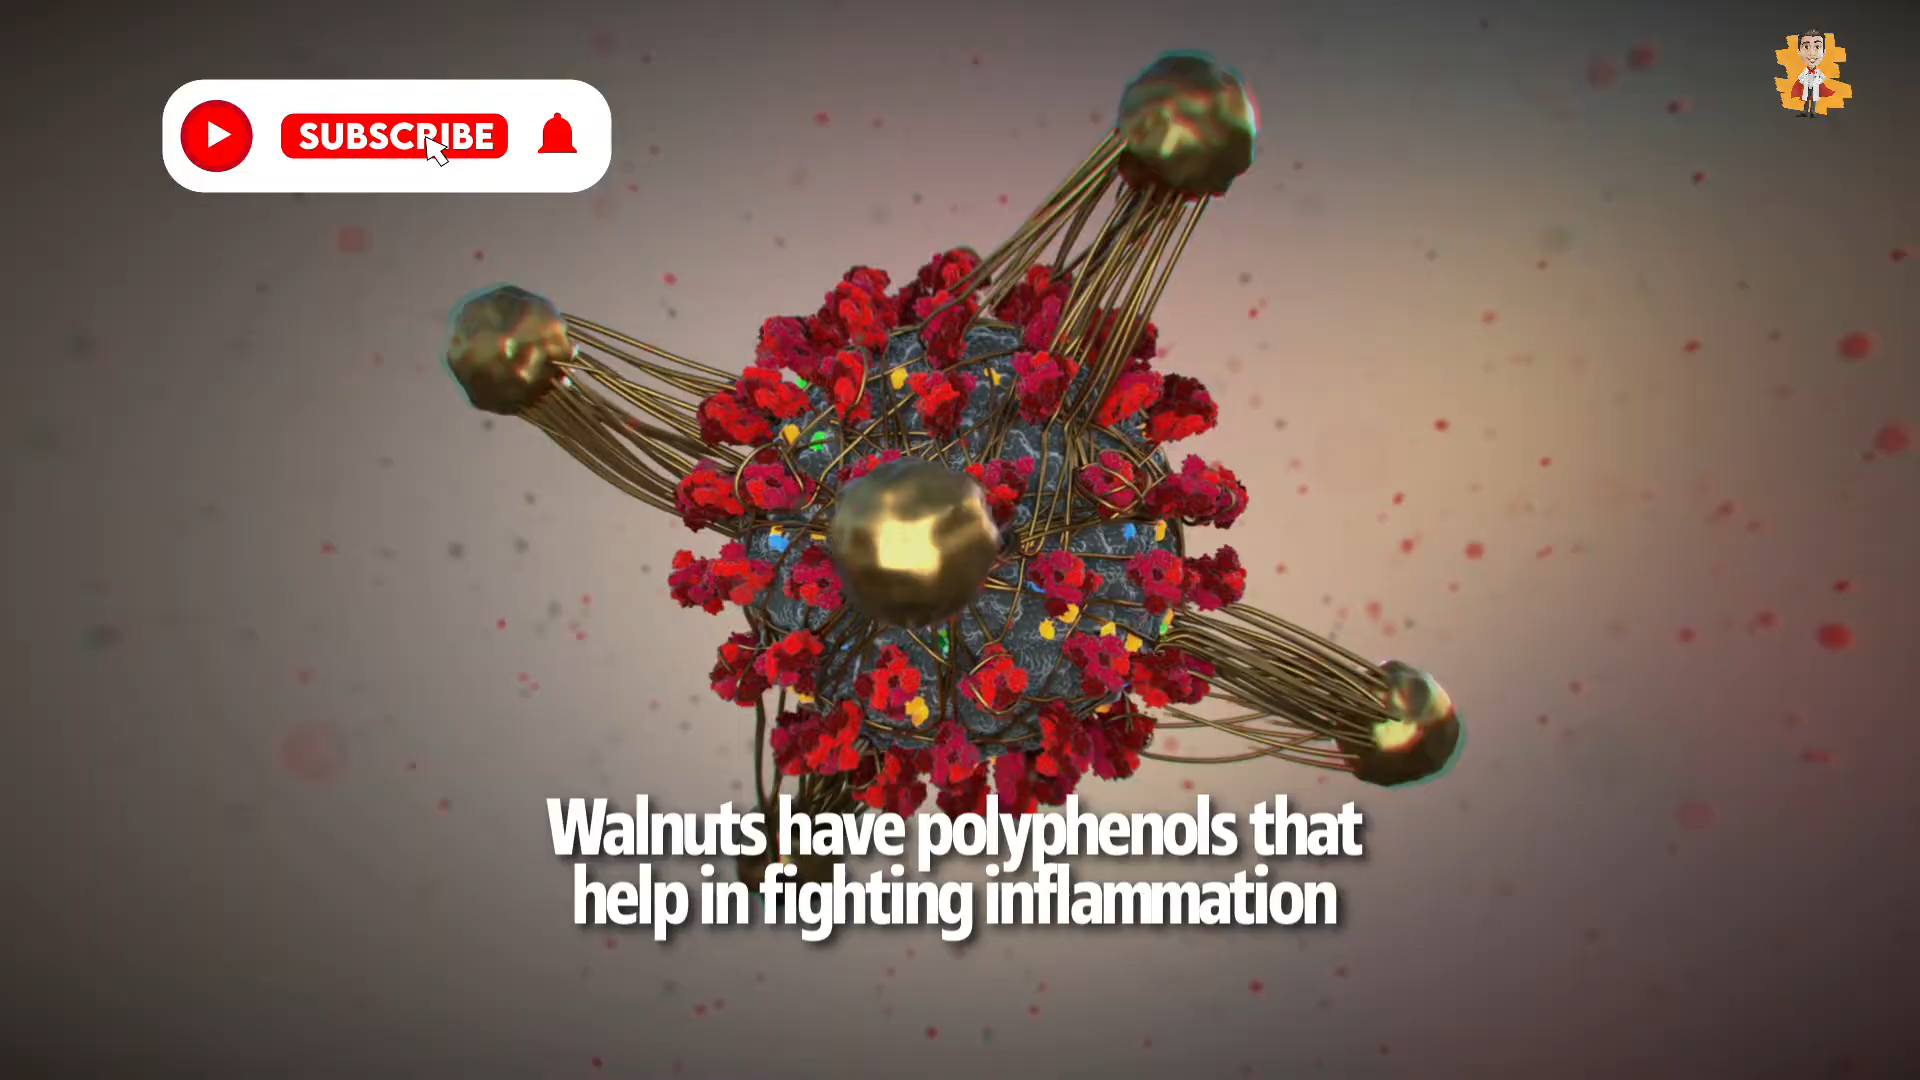 SUBSCRIBE
Walnuts have polyphenols that
help in fighting inflammation